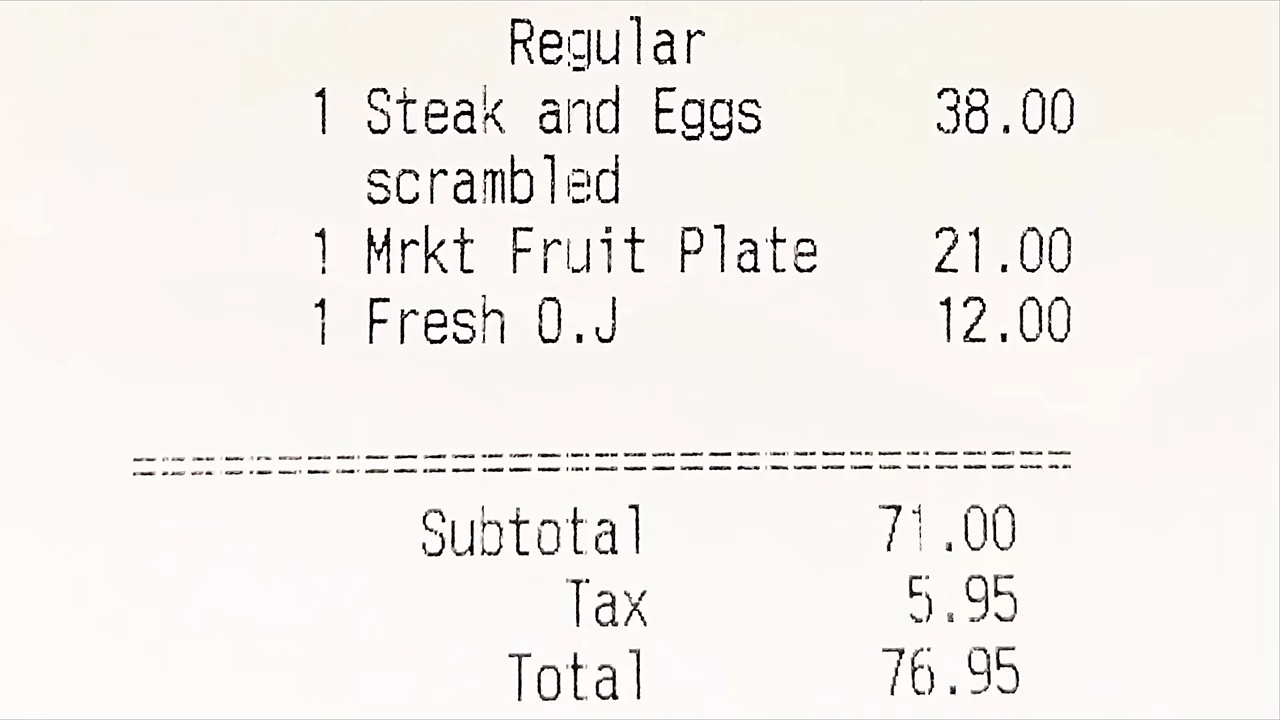 Regular
1 Steak and Eggs 38.00
scrambled
1 Mrkt Fruit Plate 21.00
1 Fresh O.J 12.00
================================
Subtotal 71.00
Tax 5.95
Total 76.95